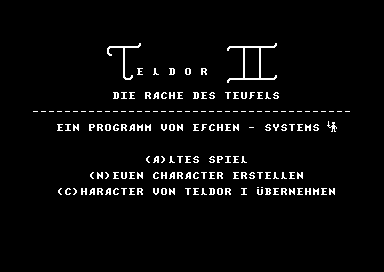 TELDOR II
DIE RACHE DES TEUFELS
EIN PROGRAMM VON EFCHEN - SYSTEMS
(A)LTES SPIEL
(N)EUEN CHARACTER ERSTELLEN
(C)HARACTER VON TELDOR I ÜBERNEHMEN